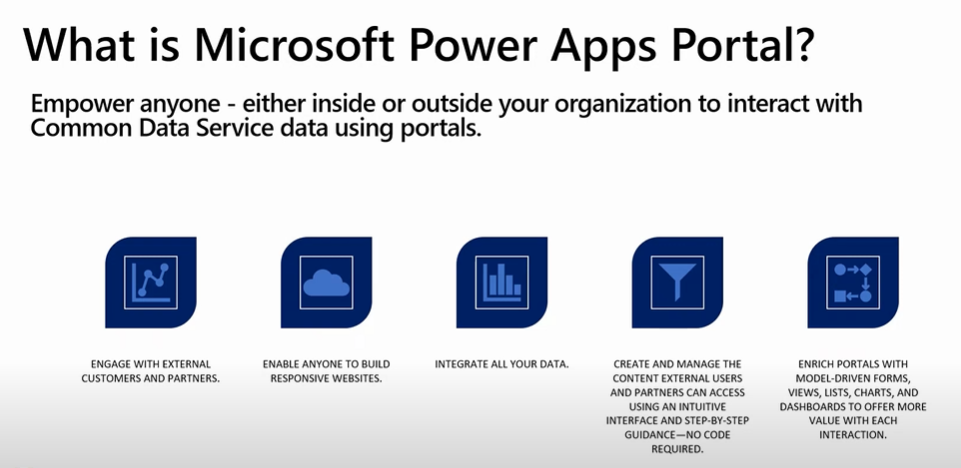 What is Microsoft Power Apps Portal?
Empower anyone - either inside or outside your organization to interact with
Common Data Service data using portals.
ENGAGE WITH EXTERNAL
CUSTOMERS AND PARTNERS.
ENABLE ANYONE TO BUILD
RESPONSIVE WEBSITES.
INTEGRATE ALL YOUR DATA.
CREATE AND MANAGE THE
CONTENT EXTERNAL USERS
AND PARTNERS CAN ACCESS
USING AN INTUITIVE
INTERFACE AND STEP-BY-STEP
GUIDANCE—NO CODE
REQUIRED.
ENRICH PORTALS WITH
MODEL-DRIVEN FORMS,
VIEWS, LISTS, CHARTS, AND
DASHBOARDS TO OFFER MORE
VALUE WITH EACH
INTERACTION.